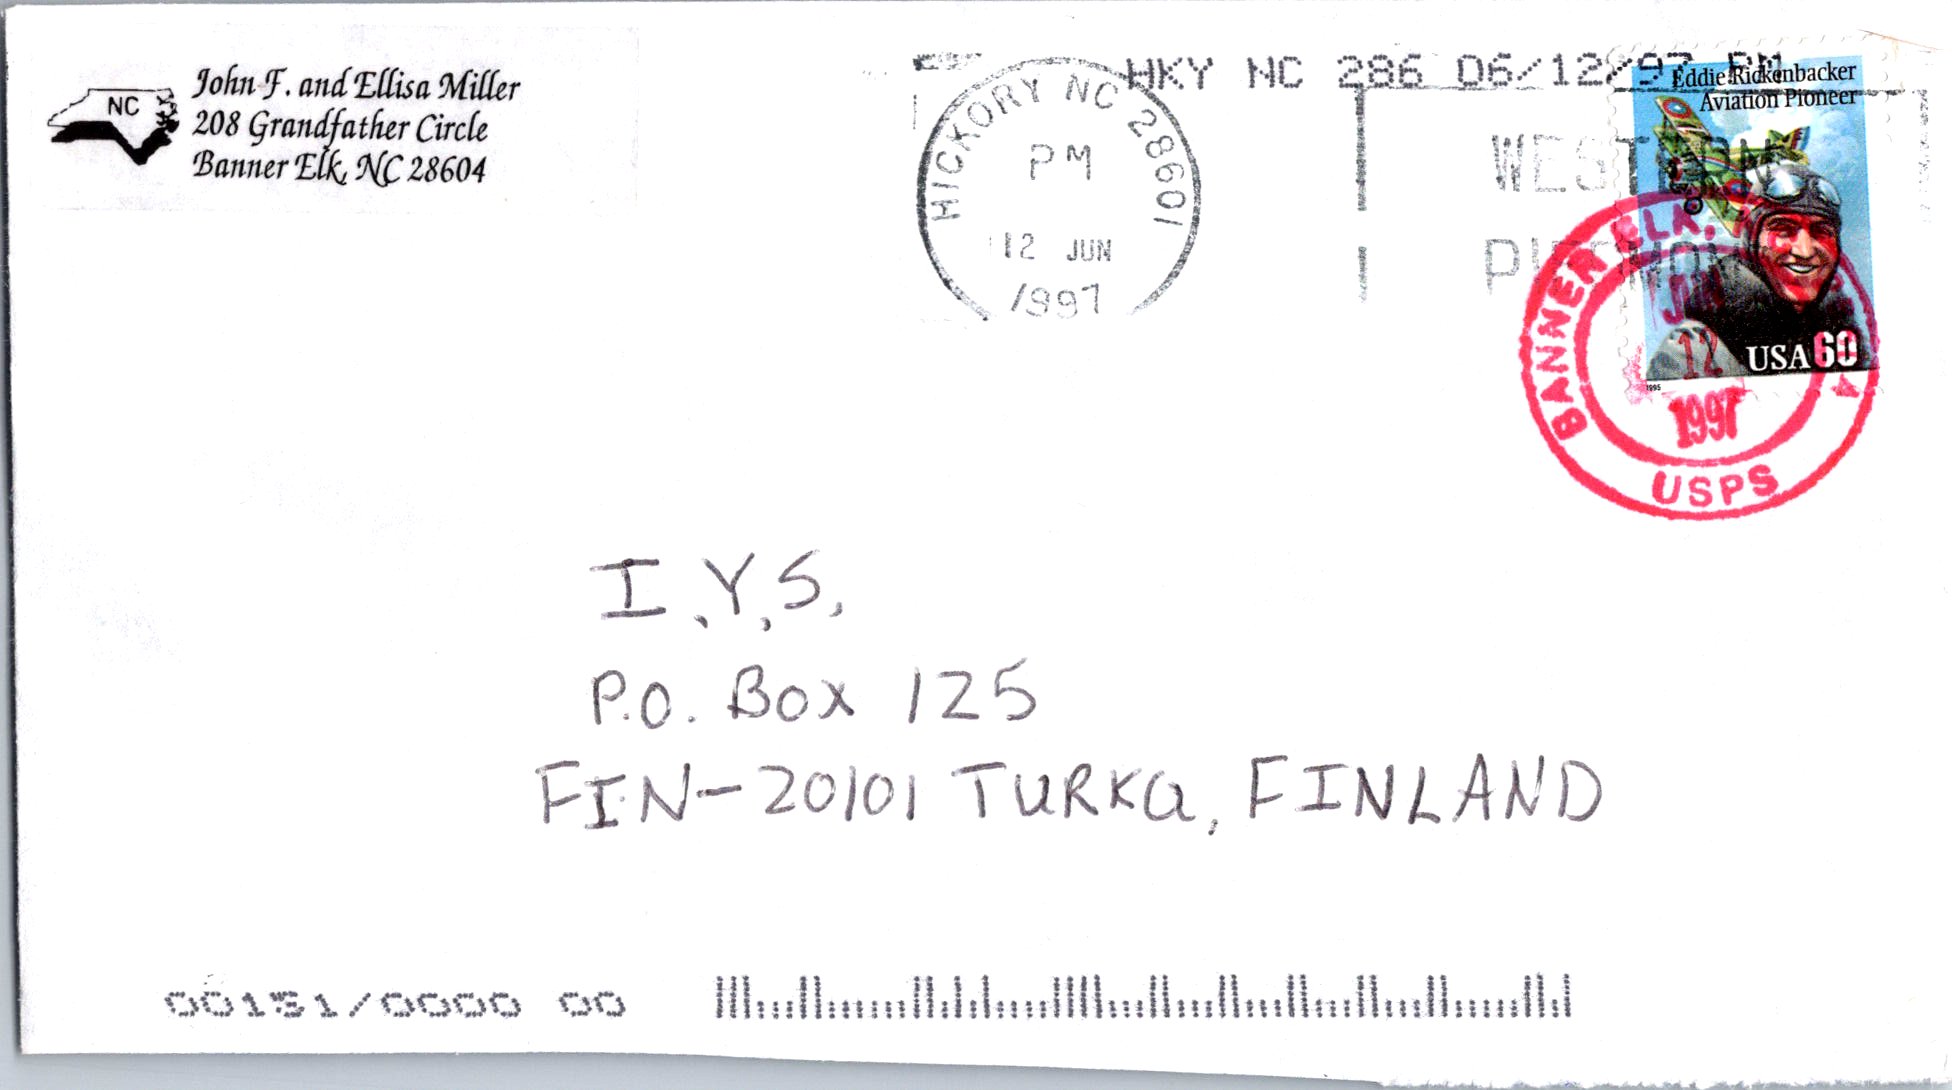 NC
John F. and Ellisa Miller
208 Grandfather Circle
Banner Elk, NC 28604
HKY NC 286 06/12/97 PM
HICKORY NC 28601
PM
12 JUN
1997
Eddie Rickenbacker
Aviation Pioneer
USA 60
1995
BANNER ELK,
JUN
12
1997
USPS
I.Y.S.
P.O. Box 125
FIN-20101 TURKa, FINLAND
00151/0000 00